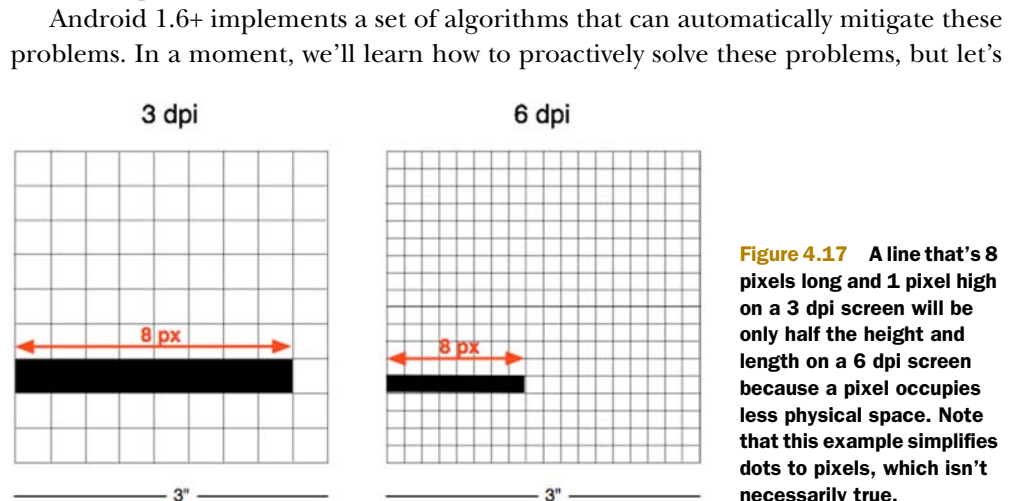 Android 1.6+ implements a set of algorithms that can automatically mitigate these
problems. In a moment, we'll learn how to proactively solve these problems, but let's
3 dpi
6 dpi
8 px
8 px
3"
3"
Figure 4.17 A line that's 8
pixels long and 1 pixel high
on a 3 dpi screen will be
only half the height and
length on a 6 dpi screen
because a pixel occupies
less physical space. Note
that this example simplifies
dots to pixels, which isn't
necessarily true.